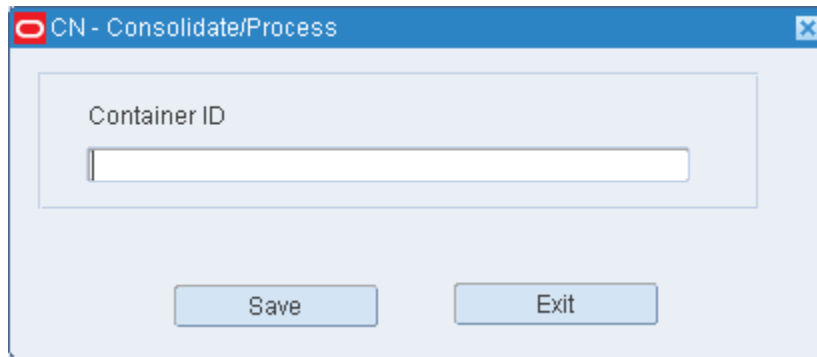 CN - Consolidate/Process
Container ID
Save Exit